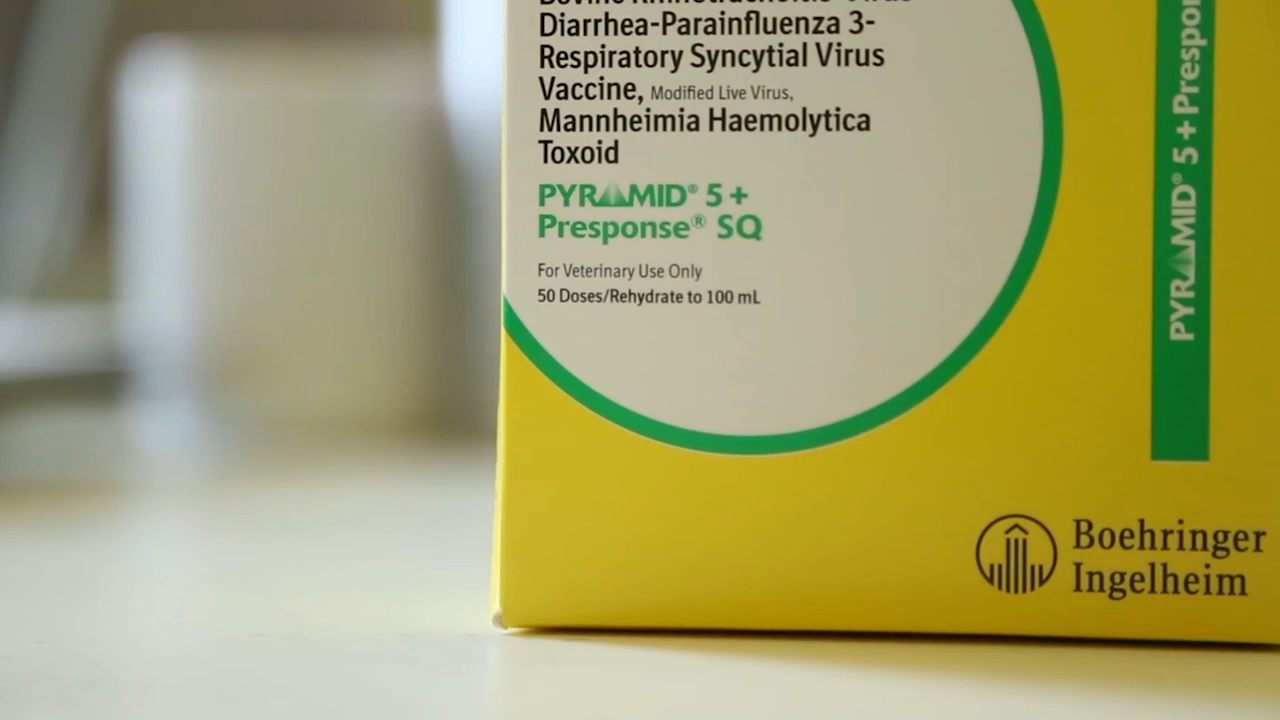 Diarrhea-Parainfluenza 3-
Respiratory Syncytial Virus
Vaccine, Modified Live Virus,
Mannheimia Haemolytica
Toxoid
PYRAMID® 5 +
Presponse® SQ
For Veterinary Use Only
50 Doses/Rehydrate to 100 mL
PYRAMID® 5 + Prespon
Boehringer
Ingelheim